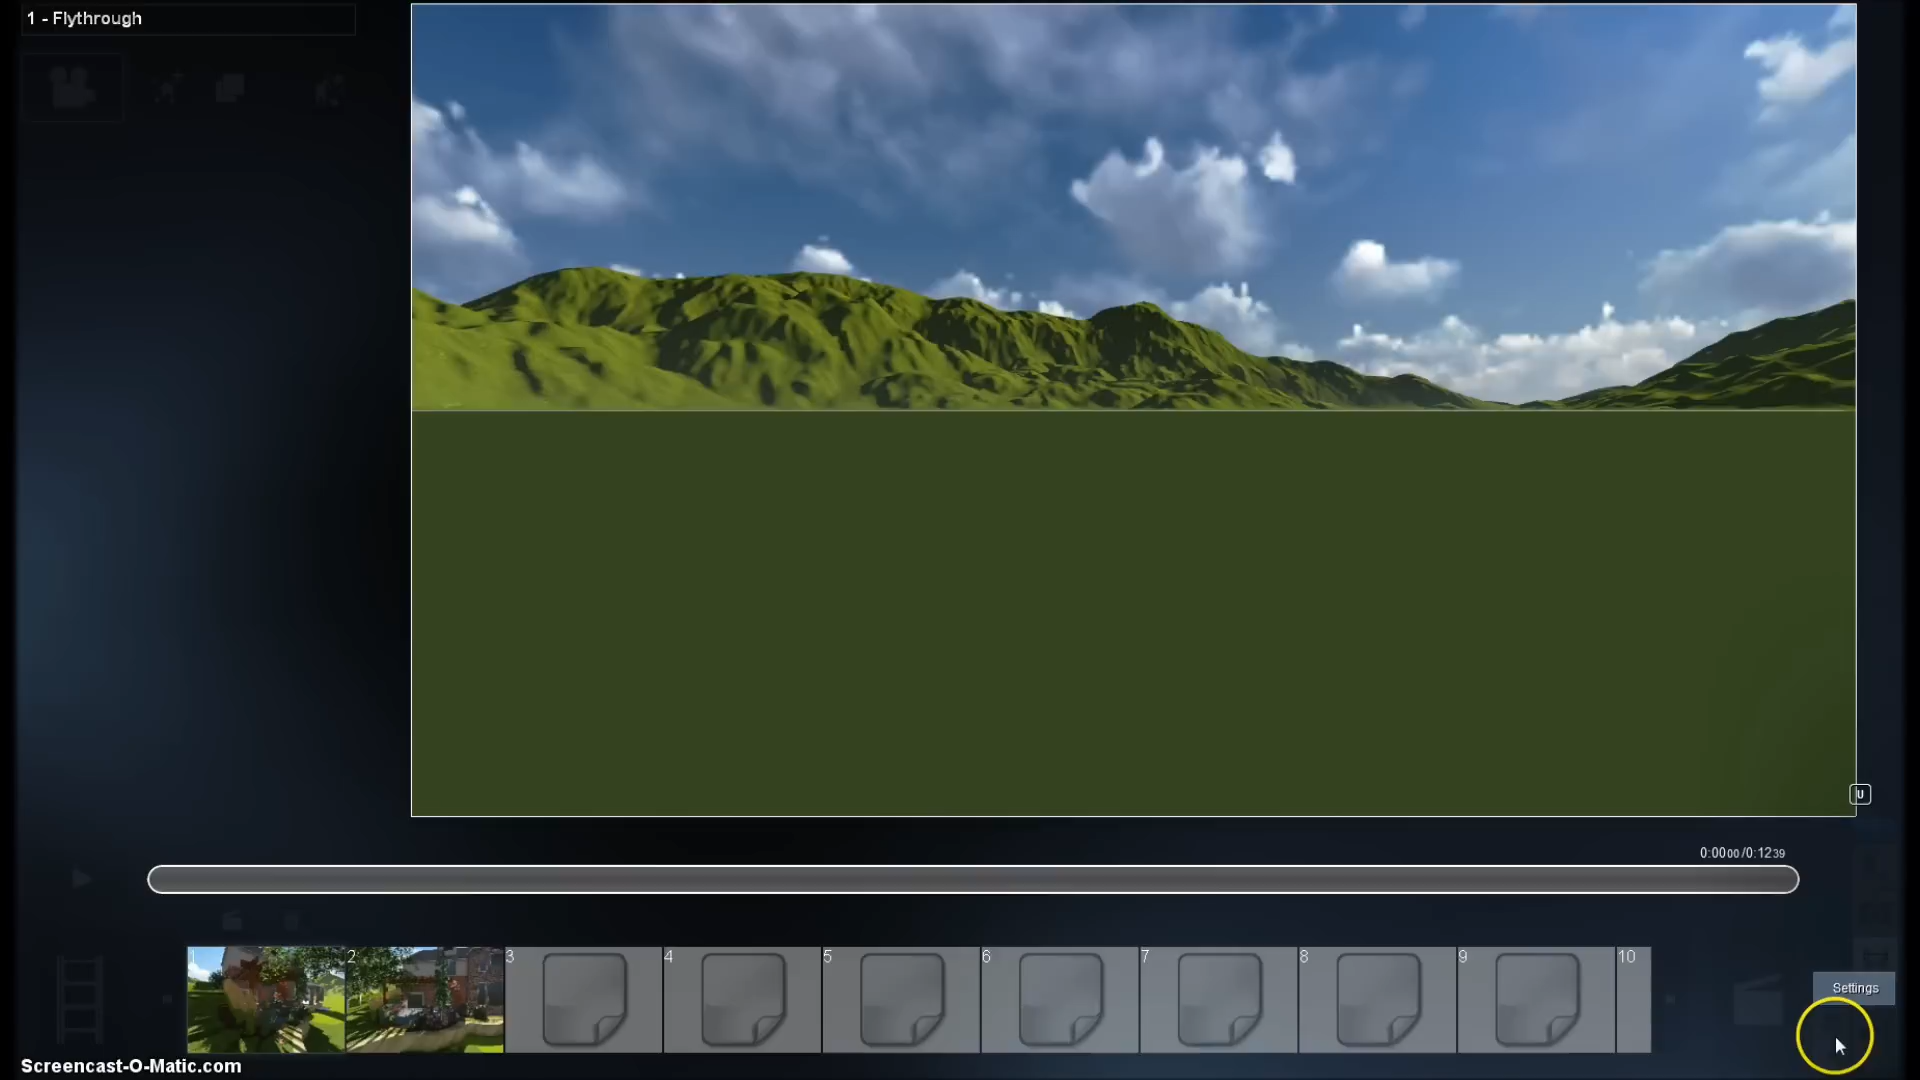 1 - Flythrough
U
0:0000/0:1239
1 2 3 4 5 6 7 8 9 10
Settings
Screencast-O-Matic.com